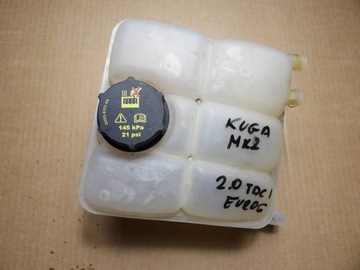 145 kPa
21 psi
KUGA
MK2
2.0 TDCI
EURO6